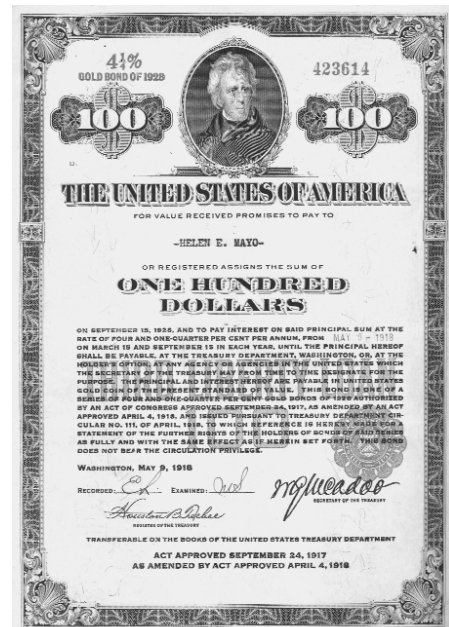 4¼%
GOLD BOND OF 1928
423614
100
100
THE UNITED STATES OF AMERICA
FOR VALUE RECEIVED PROMISES TO PAY TO
-HELEN E. MAYO-
OR REGISTERED ASSIGNS THE SUM OF
ONE HUNDRED
DOLLARS
ON SEPTEMBER 15, 1928, AND TO PAY INTEREST ON SAID PRINCIPAL SUM AT THE
RATE OF FOUR AND ONE-QUARTER PER CENT PER ANNUM, FROM MAY 9 - 1918
ON MARCH 15 AND SEPTEMBER 15 IN EACH YEAR, UNTIL THE PRINCIPAL HEREOF
SHALL BE PAYABLE, AT THE TREASURY DEPARTMENT, WASHINGTON, OR, AT THE
HOLDER'S OPTION, AT ANY AGENCY OR AGENCIES IN THE UNITED STATES WHICH
THE SECRETARY OF THE TREASURY MAY FROM TIME TO TIME DESIGNATE FOR THE
PURPOSE. THE PRINCIPAL AND INTEREST HEREOF ARE PAYABLE IN UNITED STATES
GOLD COIN OF THE PRESENT STANDARD OF VALUE. THIS BOND IS ONE OF A
SERIES OF FOUR AND ONE-QUARTER PER CENT GOLD BONDS OF 1928 AUTHORIZED
BY AN ACT OF CONGRESS APPROVED SEPTEMBER 24, 1917, AS AMENDED BY AN ACT
APPROVED APRIL 4, 1918, AND ISSUED PURSUANT TO TREASURY DEPARTMENT CIR-
CULAR NO. 111, OF APRIL, 1918, TO WHICH REFERENCE IS HEREBY MADE FOR A
STATEMENT OF THE FURTHER RIGHTS OF THE HOLDERS OF BONDS OF SAID SERIES
AS FULLY AND WITH THE SAME EFFECT AS IF HEREIN SET FORTH. THIS BOND
DOES NOT BEAR THE CIRCULATION PRIVILEGE.
WASHINGTON, MAY 9, 1918
RECORDED: EXAMINED: W G McAdoo
SECRETARY OF THE TREASURY
Houston B. Teehee
REGISTER OF THE TREASURY
TRANSFERABLE ON THE BOOKS OF THE UNITED STATES TREASURY DEPARTMENT
ACT APPROVED SEPTEMBER 24, 1917
AS AMENDED BY ACT APPROVED APRIL 4, 1918